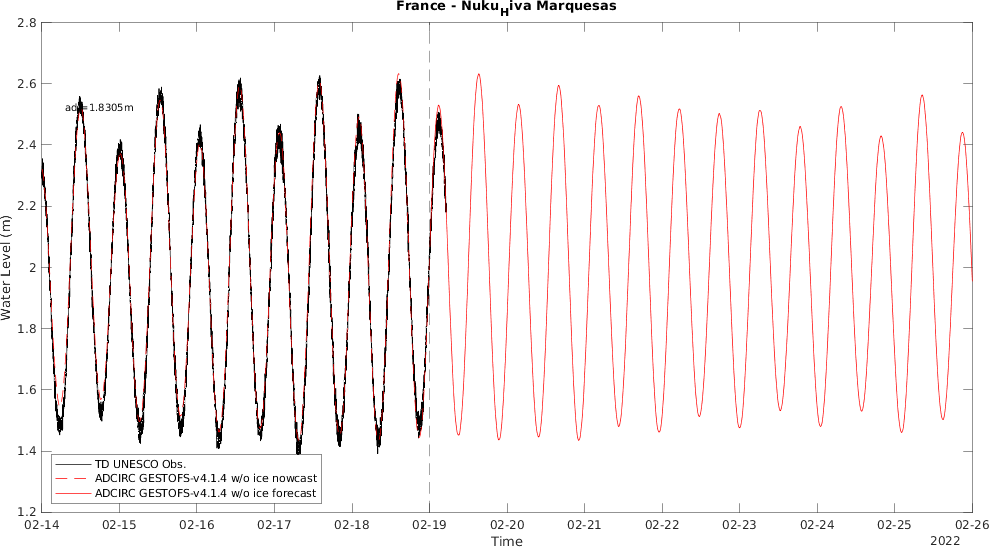 France - Nuku Hiva Marquesas
2.8
2.6
2.4
2.2
2
1.8
1.6
1.4
1.2
Water Level (m)
adj=1.8305m
TD UNESCO Obs.
ADCIRC GESTOFS-v4.1.4 w/o ice nowcast
ADCIRC GESTOFS-v4.1.4 w/o ice forecast
02-14 02-15 02-16 02-17 02-18 02-19 02-20 02-21 02-22 02-23 02-24 02-25 02-26
Time
2022